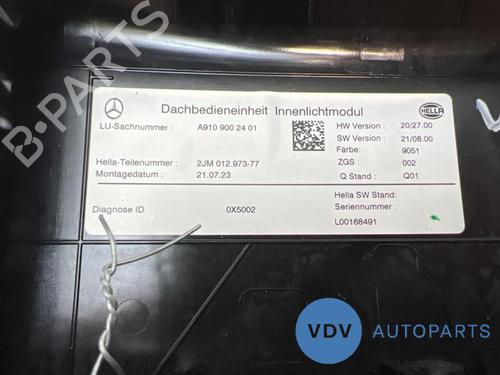 Dachbedieneinheit Innenlichtmodul
HELLA
LU-Sachnummer : A910 900 24 01
HW Version : 20/27.00
SW Version : 21/08.00
Farbe: 9051
Hella-Teilenummer : 2JM 012.973-77
ZGS : 002
Montagedatum : 21.07.23
Q Stand : Q01
Hella SW Stand:
Diagnose ID 0X5002
Seriennummer :
L00168491
B-PARTS
VDV AUTOPARTS